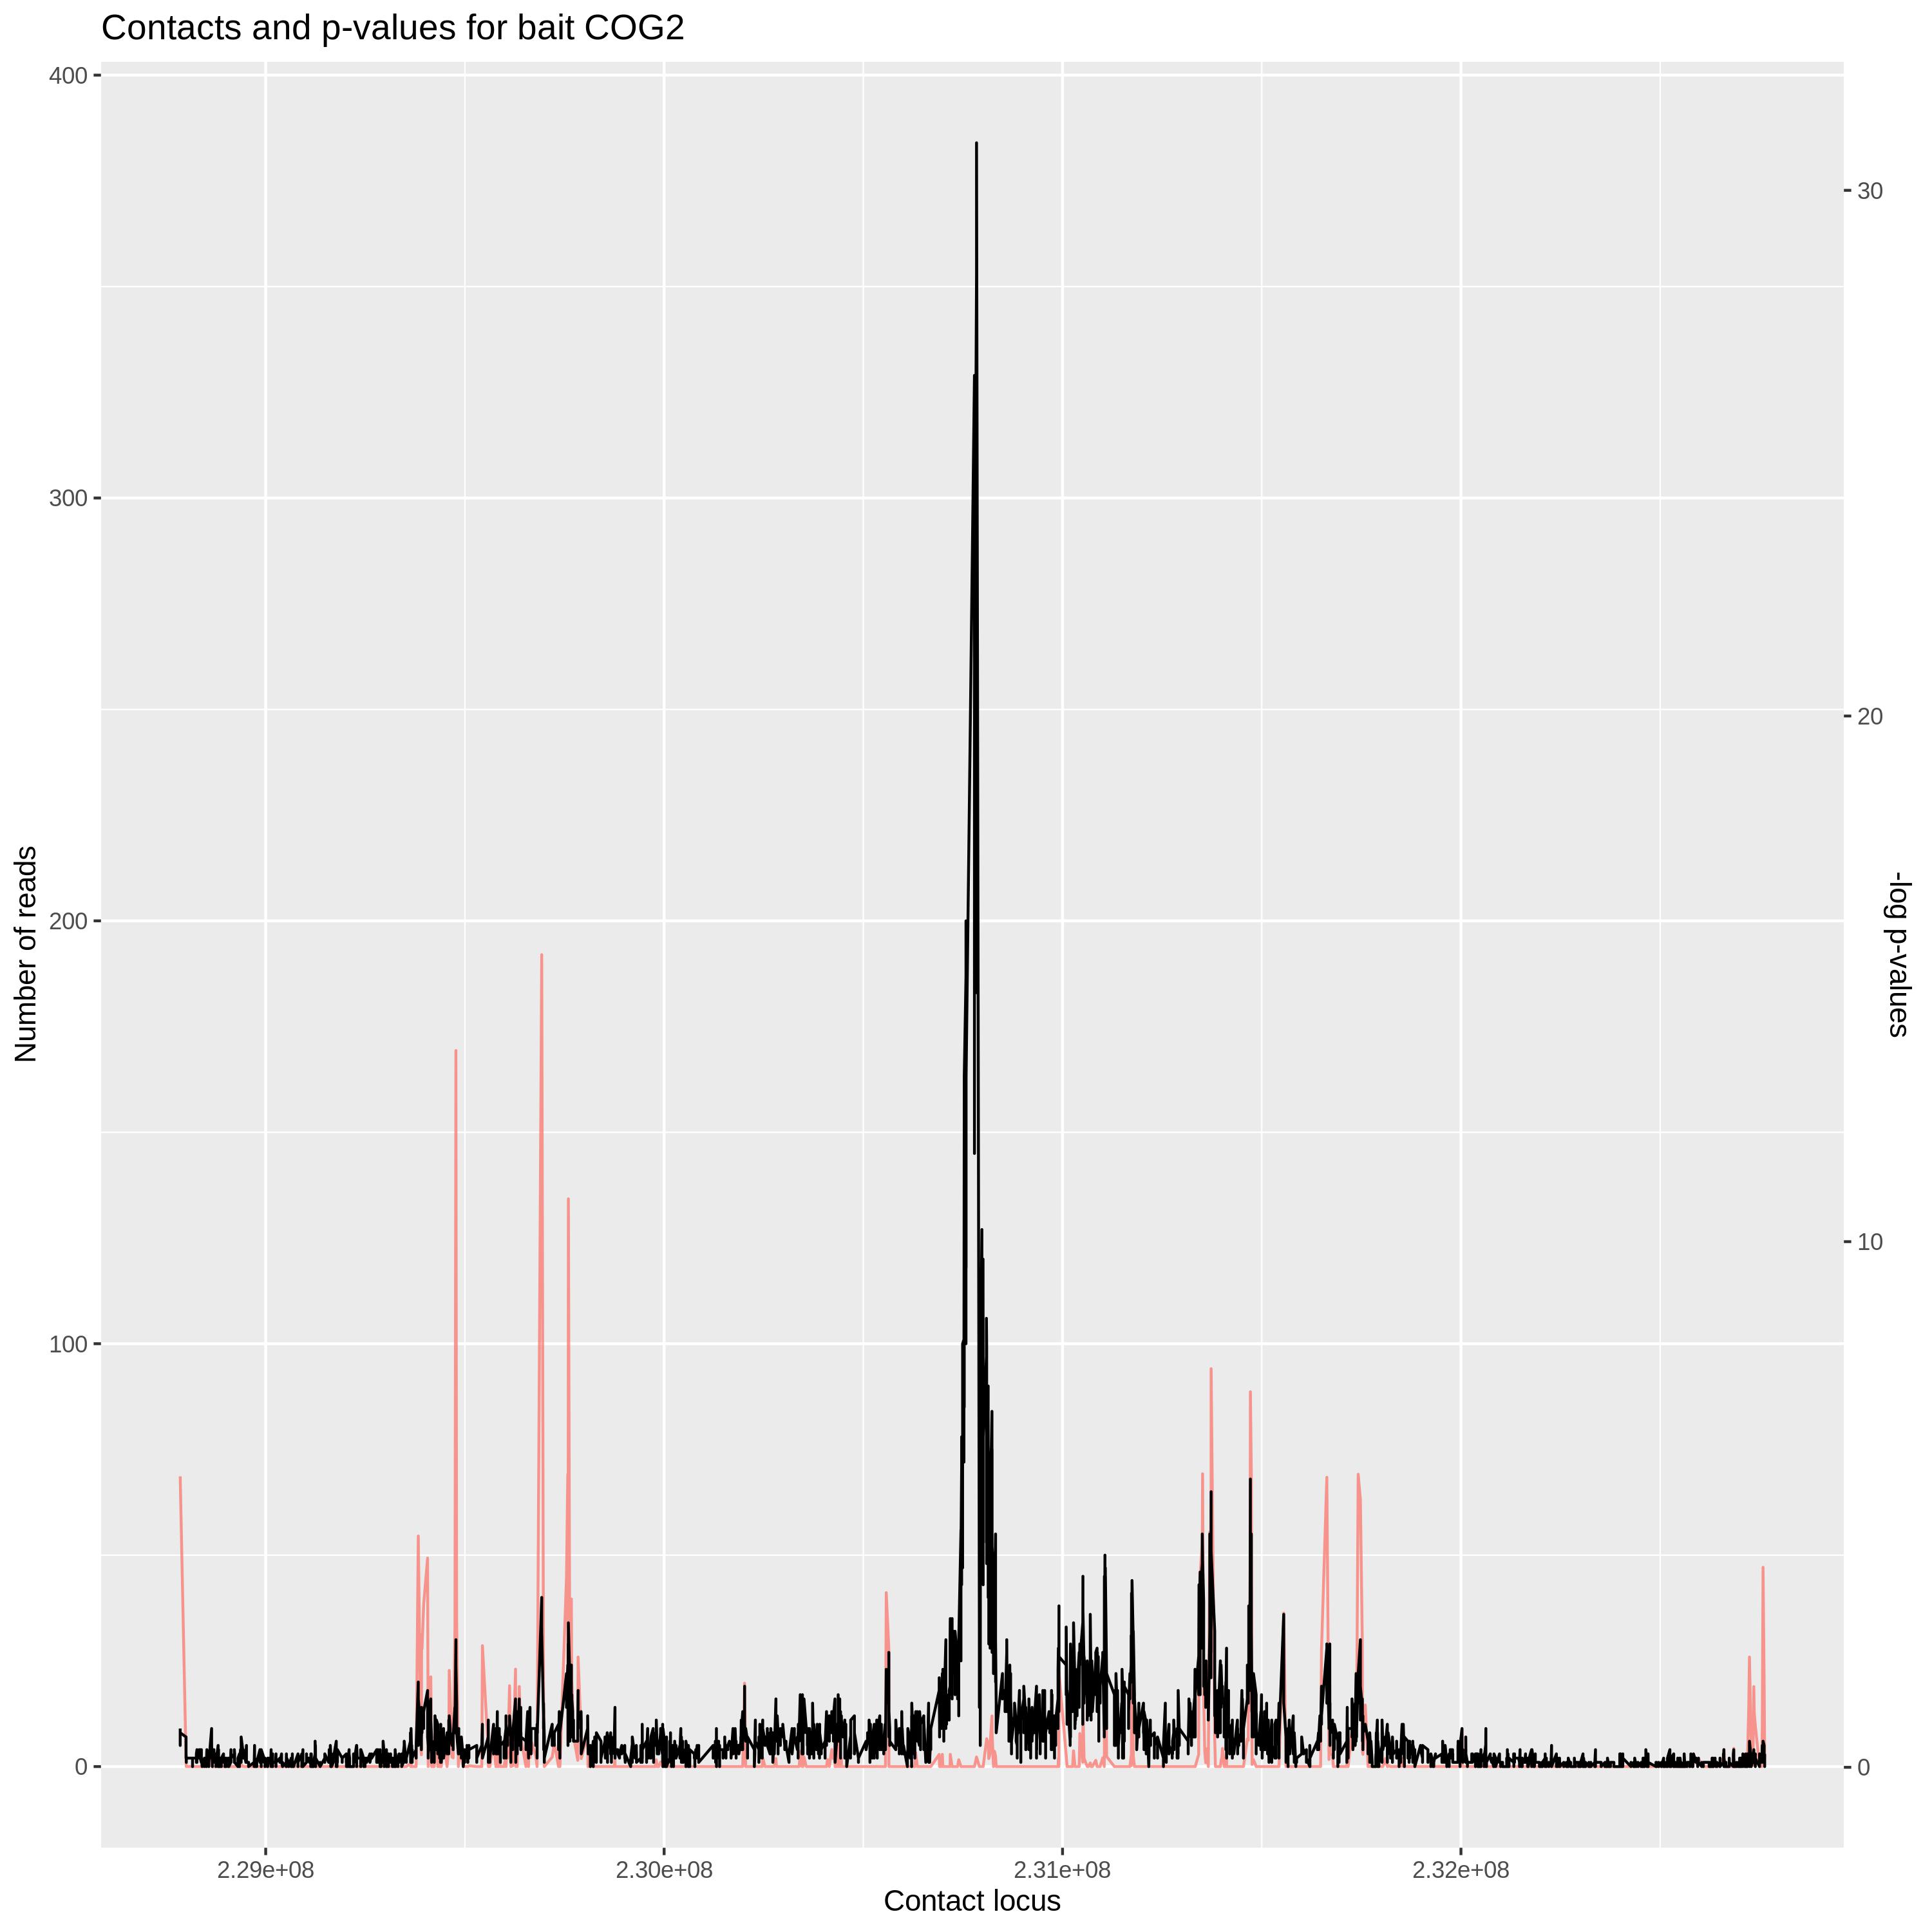 Contacts and p-values for bait COG2
400
300
200
100
0
Number of reads
30
20
10
0
-log p-values
2.29e+08
2.30e+08
2.31e+08
2.32e+08
Contact locus